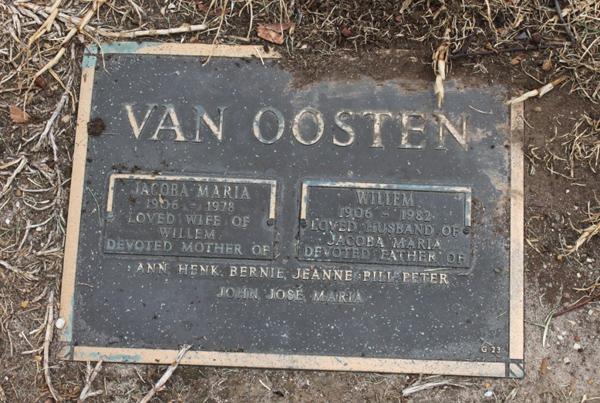 VAN OOSTEN
JACOBA MARIA
1906 - 1978
LOVED WIFE OF
WILLEM
DEVOTED MOTHER OF
WILLEM
1906 - 1982
LOVED HUSBAND OF
JACOBA MARIA
DEVOTED FATHER OF
ANN, HENK, BERNIE, JEANNE, BILL, PETER
JOHN, JOSÉ, MARIA
G 23